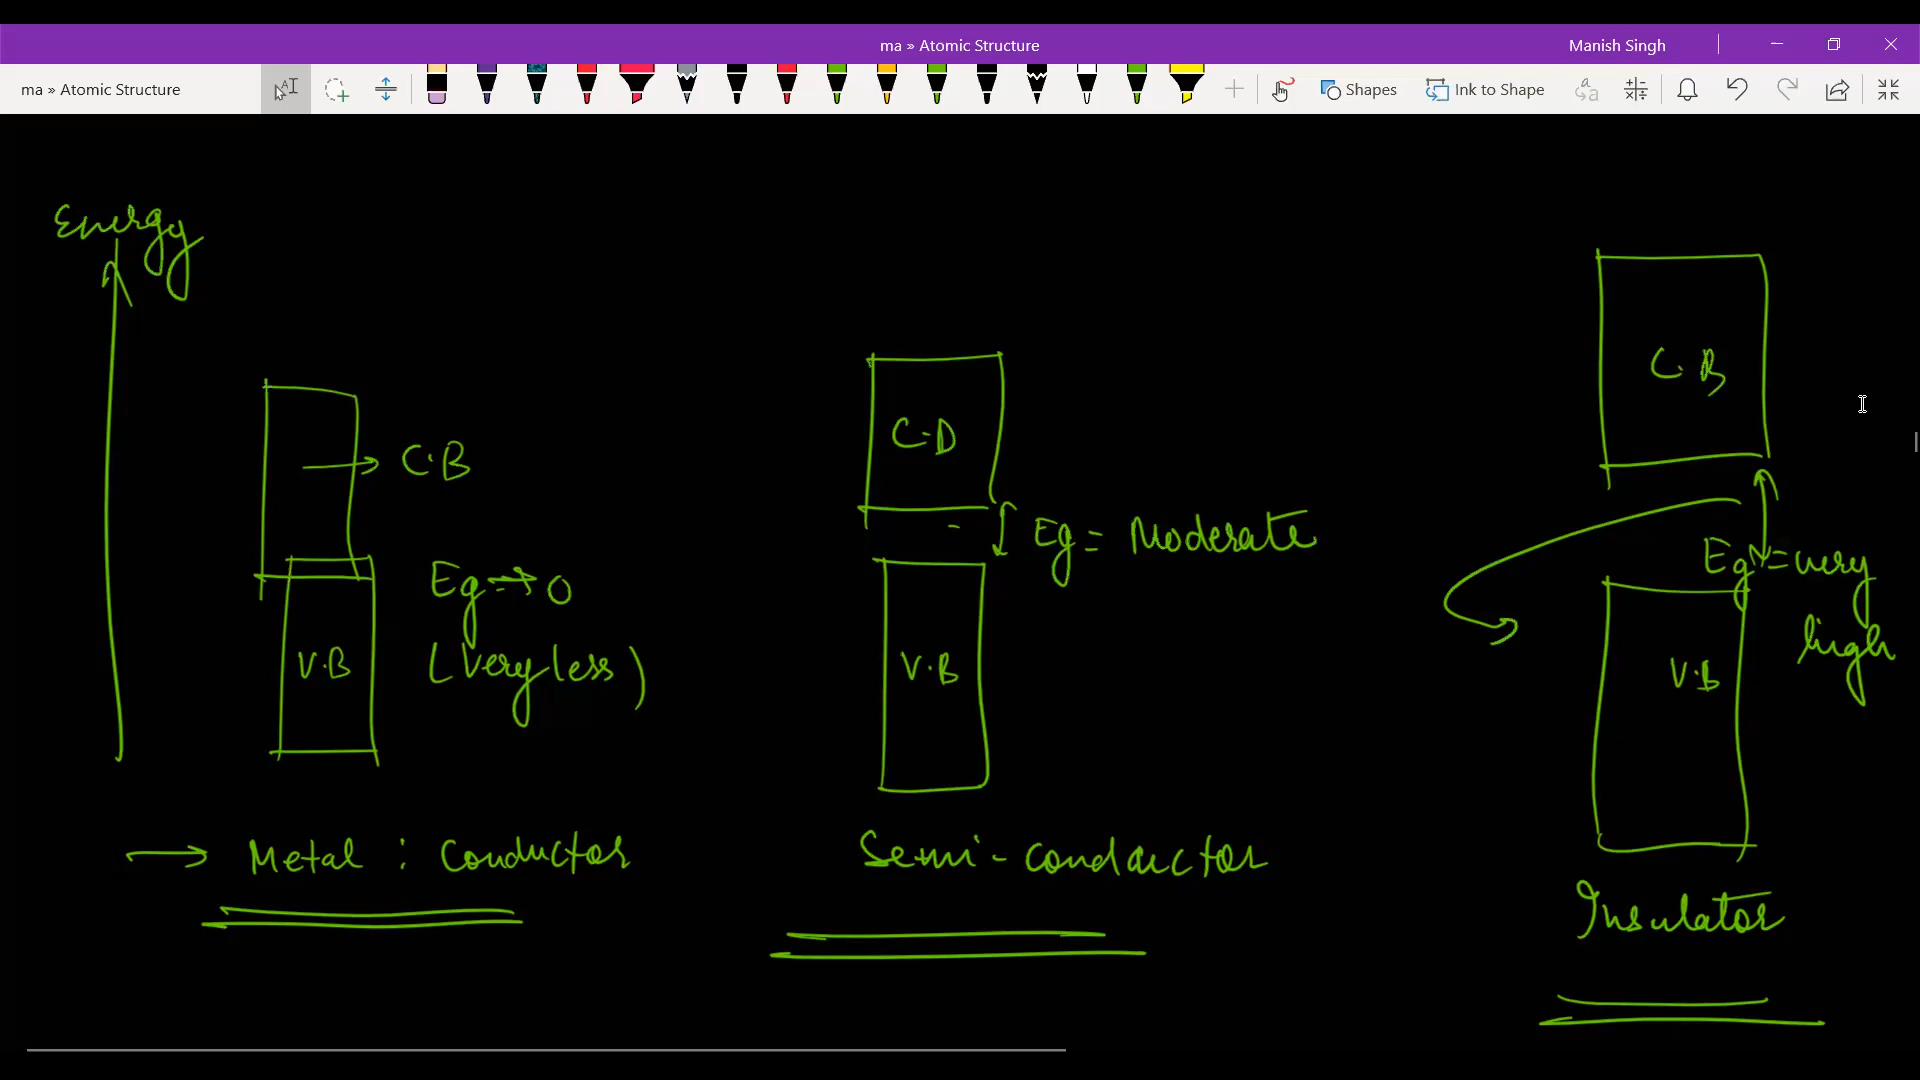 ma » Atomic Structure
Manish Singh
ma » Atomic Structure
Shapes
Ink to Shape
Energy
C.B
V.B
Eg → 0
(Very less)
→ Metal : Conductor
C-D
Eg = Moderate
V.B
Semi-conductor
C.B
Eg = very
high
V.B
Insulator